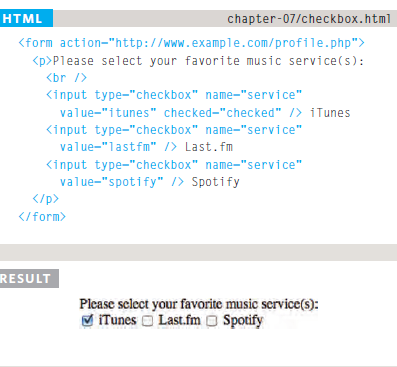 HTML
chapter-07/checkbox.html
<form action="http://www.example.com/profile.php">
<p>Please select your favorite music service(s):
<br />
<input type="checkbox" name="service"
value="itunes" checked="checked" /> iTunes
<input type="checkbox" name="service"
value="lastfm" /> Last.fm
<input type="checkbox" name="service"
value="spotify" /> Spotify
</p>
</form>
RESULT
Please select your favorite music service(s):
iTunes Last.fm Spotify